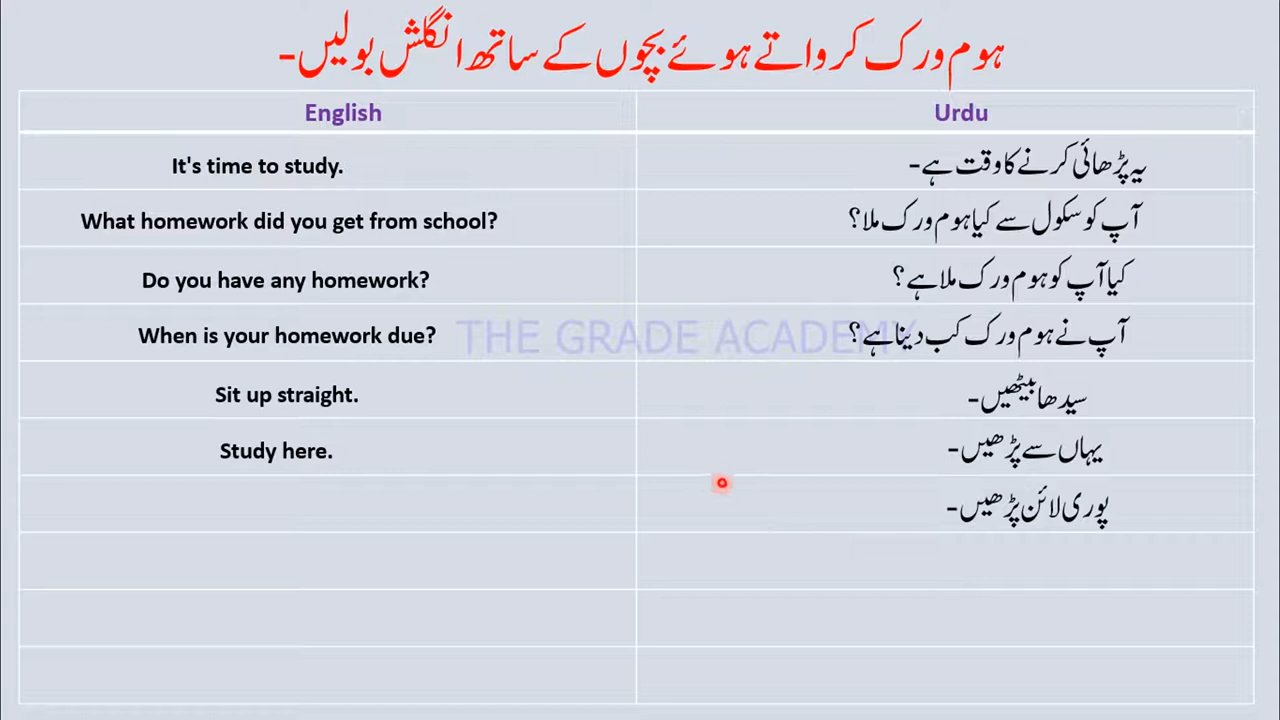 ہوم ورک کرواتے ہوئے بچوں کے ساتھ انگلش بولیں-
English Urdu
It's time to study. یہ پڑھائی کرنے کا وقت ہے-
What homework did you get from school? آپ کو سکول سے کیا ہوم ورک ملا؟
Do you have any homework? کیا آپ کو ہوم ورک ملا ہے؟
When is your homework due? آپ نے ہوم ورک کب دینا ہے؟
THE GRADE ACADEMY
Sit up straight. سیدھا بیٹھیں-
Study here. یہاں سے پڑھیں-
پوری لائن پڑھیں-